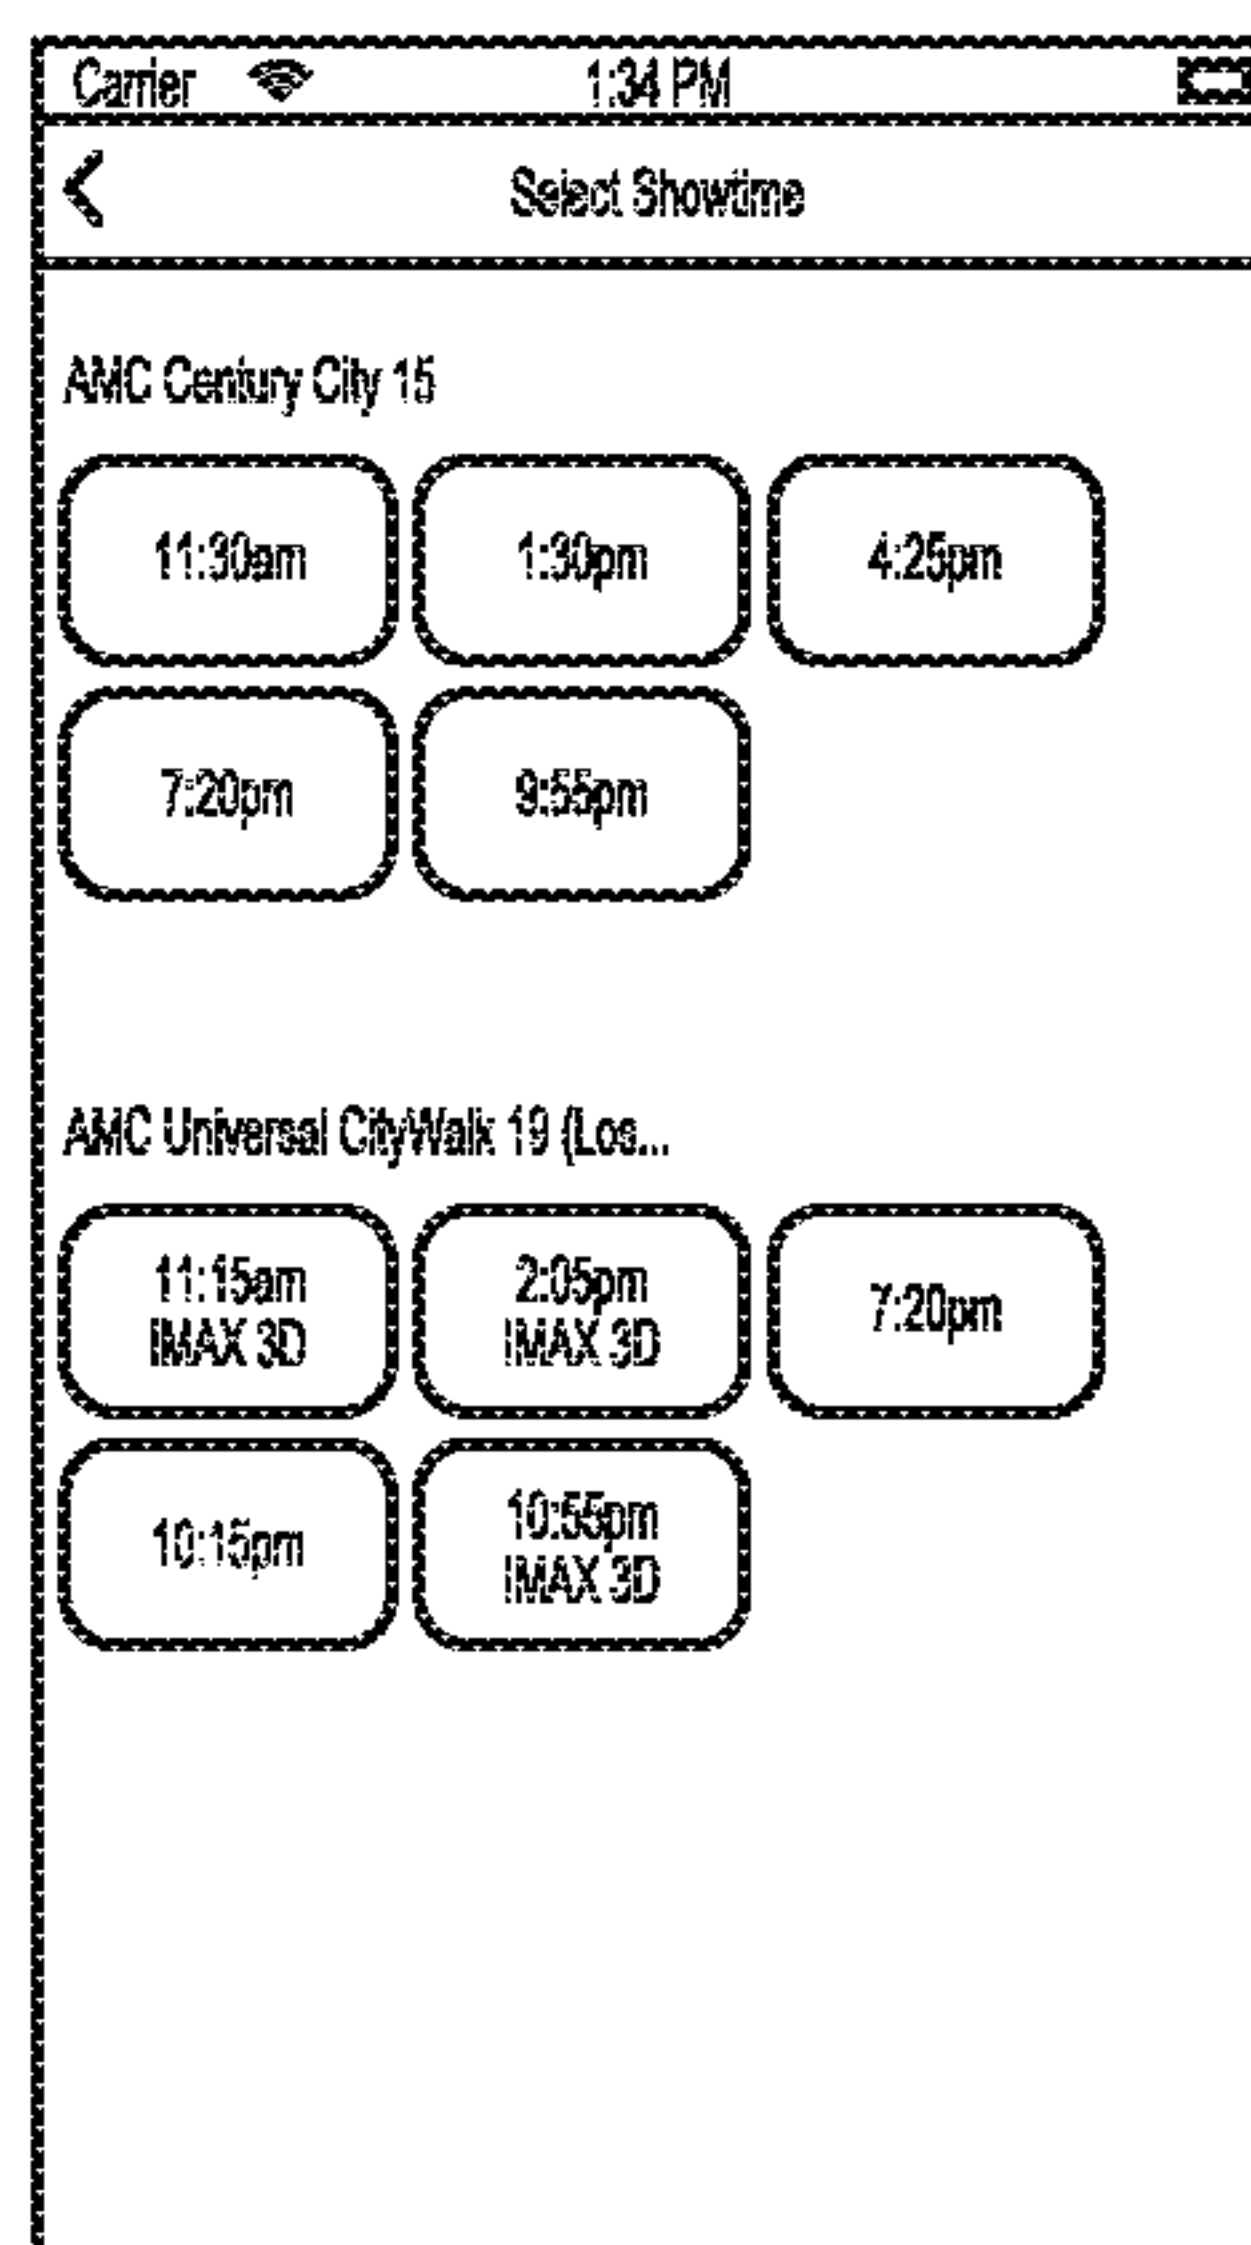 Carrier 1:34 PM
Select Showtime
AMC Century City 15
11:30am 1:30pm 4:25pm
7:20pm 9:55pm
AMC Universal CityWalk 19 (Los...
11:15am 2:05pm 7:20pm
IMAX 3D IMAX 3D
10:15pm 10:55pm
IMAX 3D